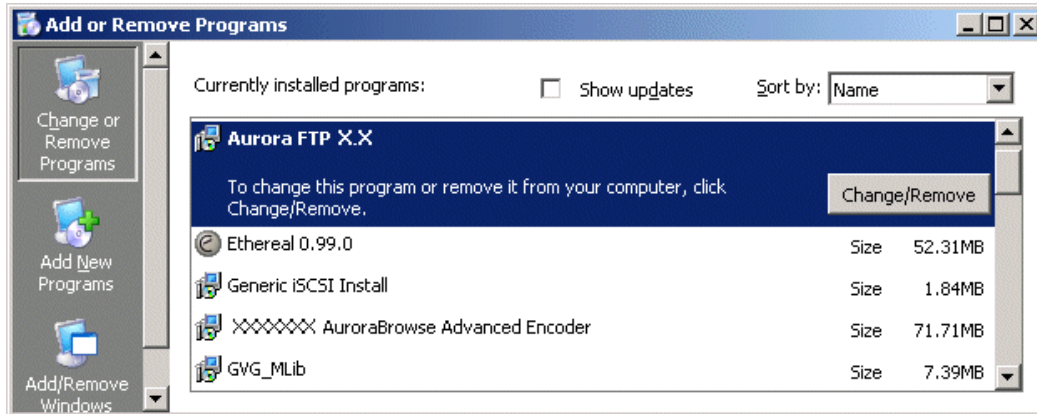 Add or Remove Programs
Change or
Remove
Programs
Add New
Programs
Add/Remove
Windows
Currently installed programs:
Show updates
Sort by: Name
Aurora FTP X.X
To change this program or remove it from your computer, click
Change/Remove.
Change/Remove
Ethereal 0.99.0 Size 52.31MB
Generic iSCSI Install Size 1.84MB
XXXXXXX AuroraBrowse Advanced Encoder Size 71.71MB
GVG_MLib Size 7.39MB